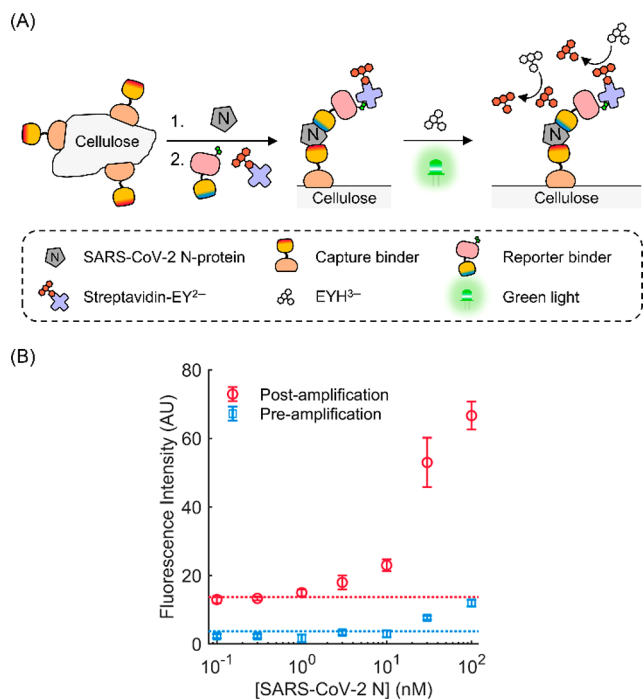 (A)
Cellulose
1.
N
2.
N
Cellulose
N
Cellulose
N SARS-CoV-2 N-protein
Capture binder
Reporter binder
Streptavidin-EY²⁻
EYH³⁻
Green light
(B)
80
60
40
20
0
Fluorescence Intensity (AU)
Post-amplification
Pre-amplification
10⁻¹ 10⁰ 10¹ 10²
[SARS-CoV-2 N] (nM)